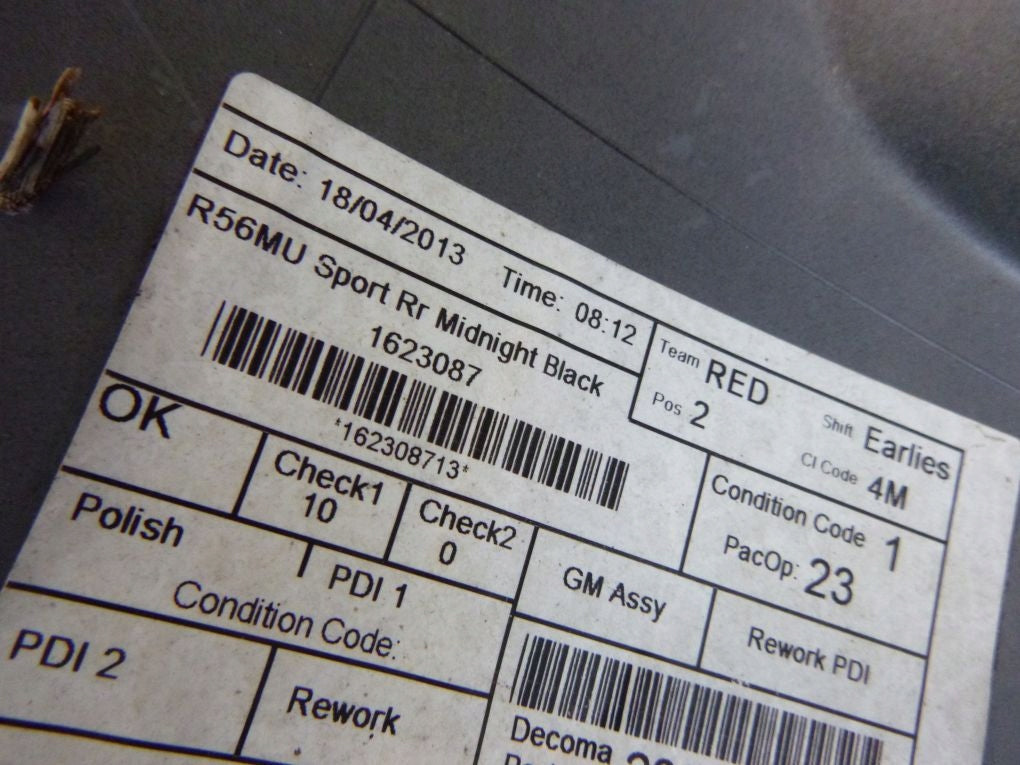 Date: 18/04/2013 Time: 08:12
Team RED
Pos 2 Shift Earlies
CI Code 4M
R56MU Sport Rr Midnight Black
1623087
*162308713*
Condition Code 1
PacOp: 23
OK
Check1
10
Check2
0
GM Assy
Rework PDI
Polish
PDI 1
Condition Code:
PDI 2
Rework
Decoma